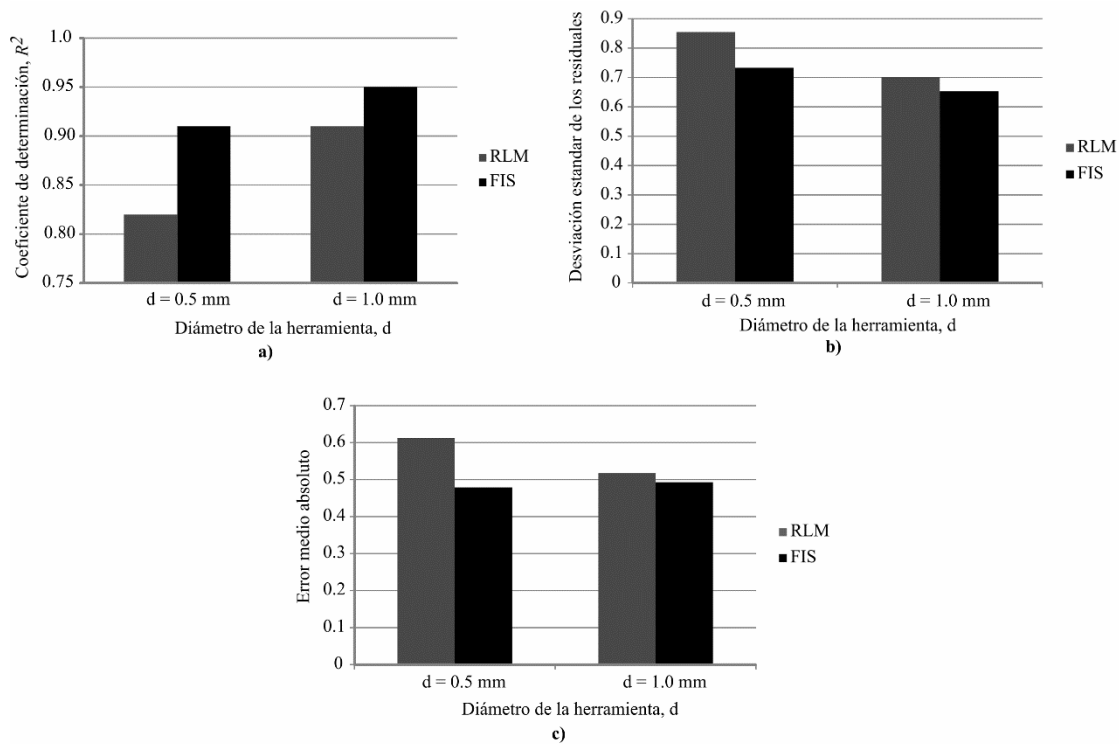 Coeficiente de determinación, R²
1.0
0.95
0.90
0.85
0.80
0.75
d = 0.5 mm
d = 1.0 mm
Diámetro de la herramienta, d
a)
RLM
FIS
Desviación estandar de los residuales
0.9
0.8
0.7
0.6
0.5
0.4
0.3
0.2
0.1
0
d = 0.5 mm
d = 1.0 mm
Diámetro de la herramienta, d
b)
RLM
FIS
Error medio absoluto
0.7
0.6
0.5
0.4
0.3
0.2
0.1
0
d = 0.5 mm
d = 1.0 mm
Diámetro de la herramienta, d
c)
RLM
FIS